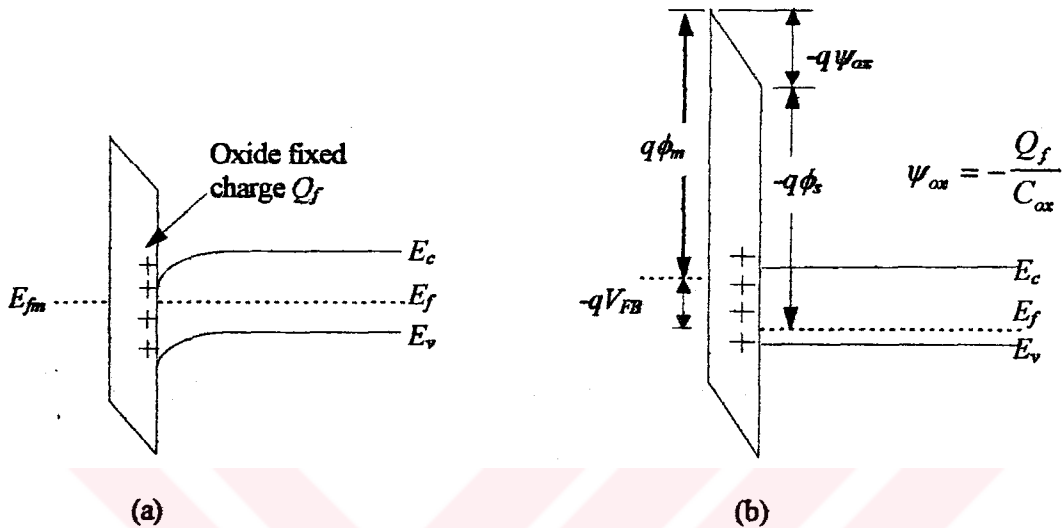 Oxide fixed
charge Q_f
E_c
E_fm
E_f
E_v
(a)
-qψ_ox
qϕ_m
-qϕ_s
ψ_ox = - Q_f / C_ox
E_c
-qV_FB
E_f
E_v
(b)